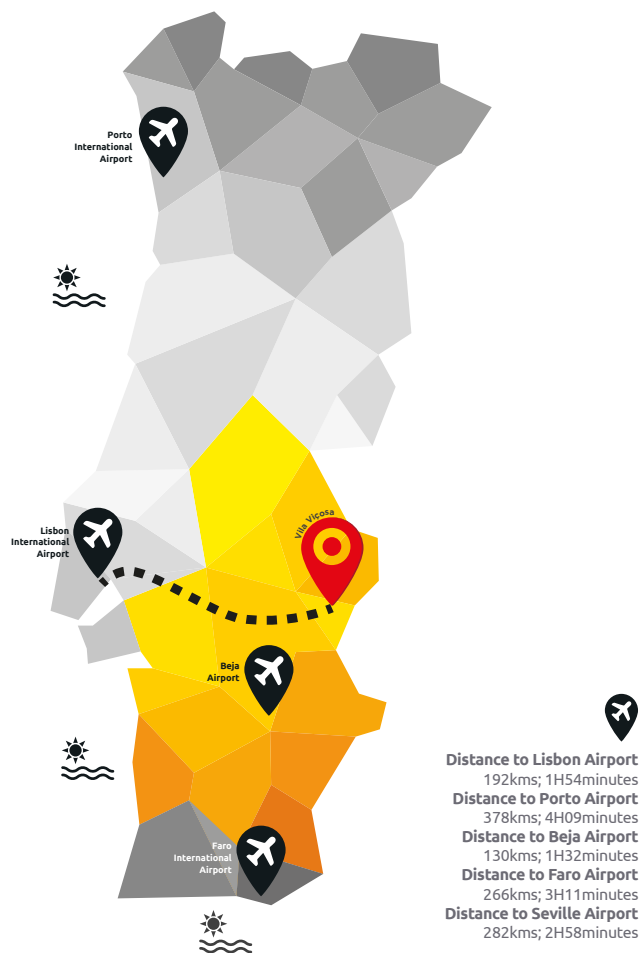 Porto
International
Airport
Lisbon
International
Airport
Vila Viçosa
Beja
Airport
Faro
International
Airport
Distance to Lisbon Airport
192kms; 1H54minutes
Distance to Porto Airport
378kms; 4H09minutes
Distance to Beja Airport
130kms; 1H32minutes
Distance to Faro Airport
266kms; 3H11minutes
Distance to Seville Airport
282kms; 2H58minutes